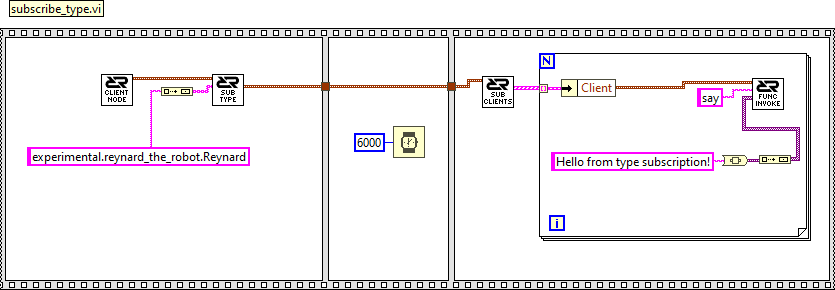 subscribe_type.vi
CLIENT
NODE
SUB
TYPE
experimental.reynard_the_robot.Reynard
6000
SUB
CLIENTS
N
Client
say
FUNC
INVOKE
Hello from type subscription!
i